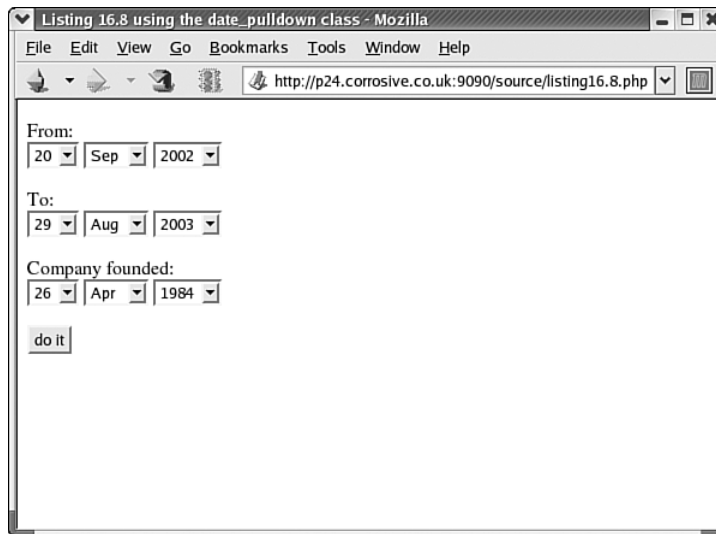 Listing 16.8 using the date_pulldown class - Mozilla
File Edit View Go Bookmarks Tools Window Help
http://p24.corrosive.co.uk:9090/source/listing16.8.php
From:
20 Sep 2002
To:
29 Aug 2003
Company founded:
26 Apr 1984
do it